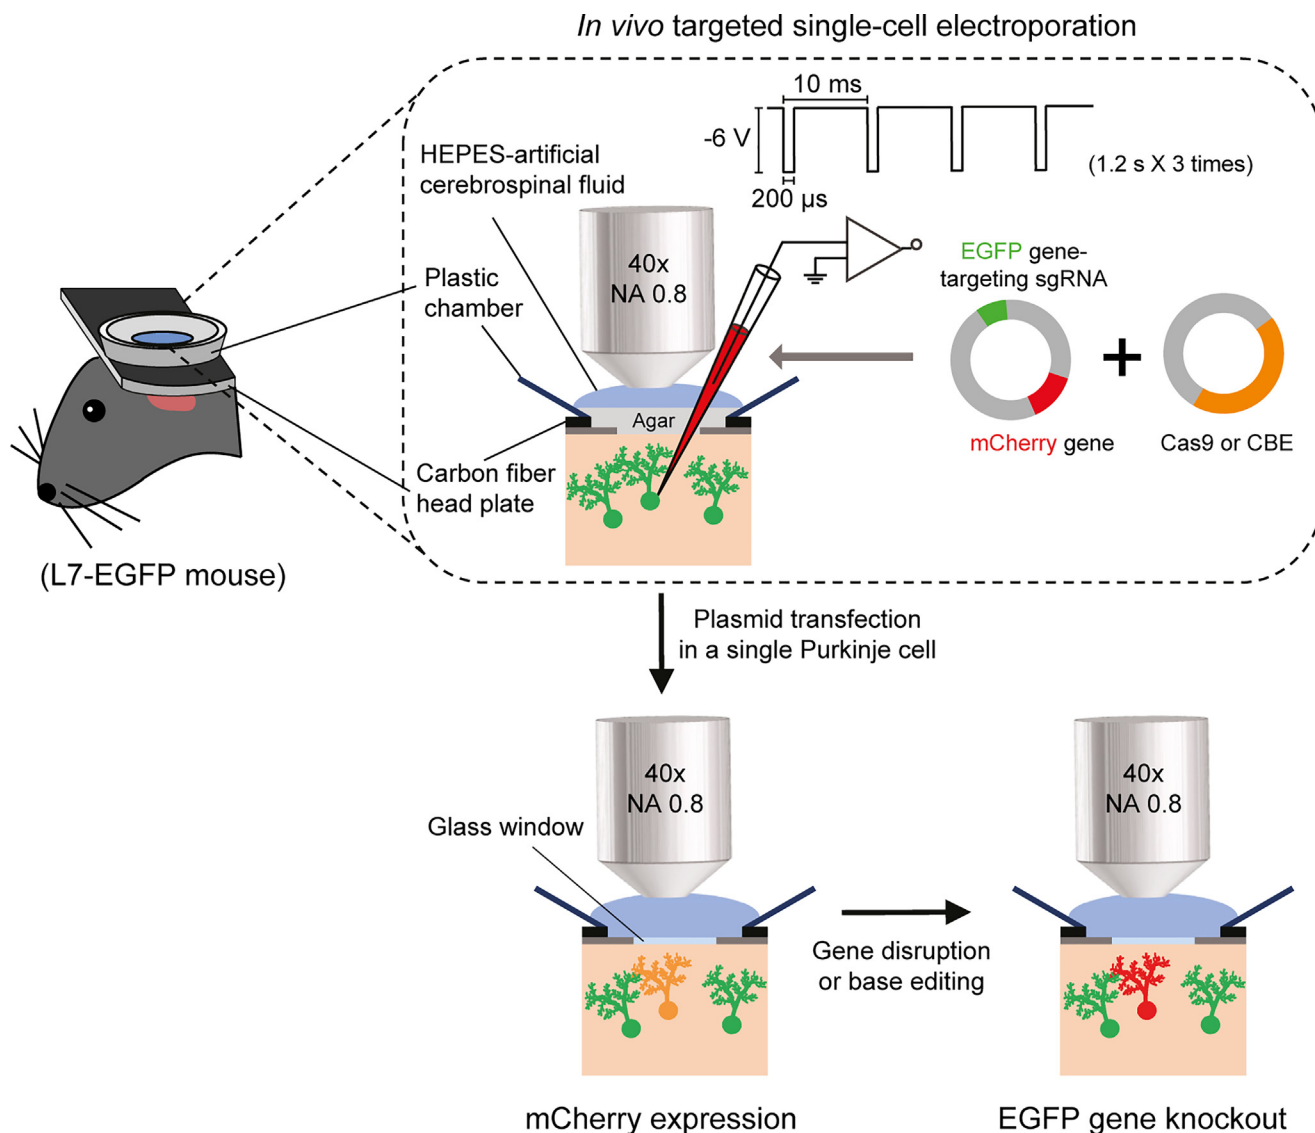 In vivo targeted single-cell electroporation
10 ms
-6 V
200 µs
(1.2 s X 3 times)
HEPES-artificial
cerebrospinal fluid
Plastic
chamber
Carbon fiber
head plate
40x
NA 0.8
Agar
EGFP gene-
targeting sgRNA
+
mCherry gene
Cas9 or CBE
(L7-EGFP mouse)
Plasmid transfection
in a single Purkinje cell
Glass window
40x
NA 0.8
Gene disruption
or base editing
40x
NA 0.8
mCherry expression
EGFP gene knockout